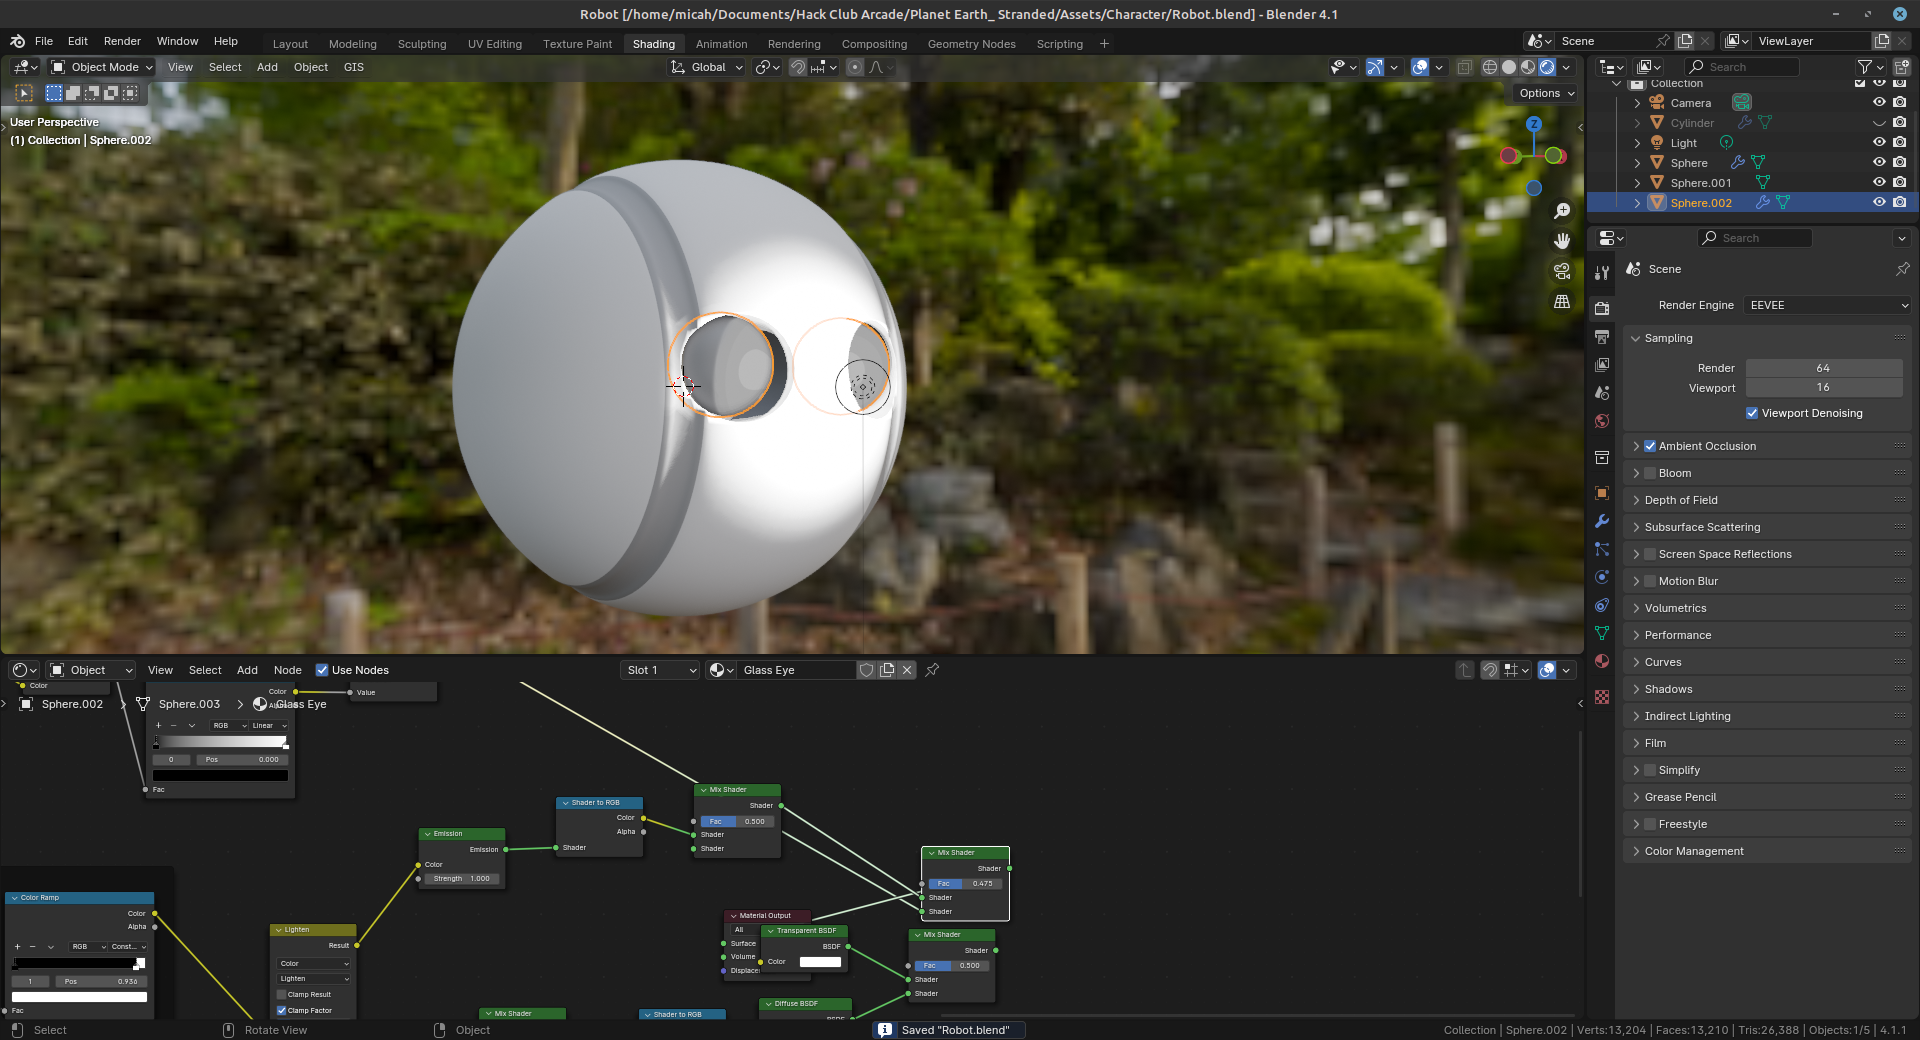 Robot [/home/micah/Documents/Hack Club Arcade/Planet Earth_ Stranded/Assets/Character/Robot.blend] - Blender 4.1
File Edit Render Window Help Layout Modeling Sculpting UV Editing Texture Paint Shading Animation Rendering Compositing Geometry Nodes Scripting + Scene ViewLayer
Object Mode View Select Add Object GIS Global Search
Options
User Perspective
(1) Collection | Sphere.002
Z
Collection
Camera
Cylinder
Light
Sphere
Sphere.001
Sphere.002
Search
Scene
Render Engine EEVEE
Sampling
Render 64
Viewport 16
Viewport Denoising
Ambient Occlusion
Bloom
Depth of Field
Subsurface Scattering
Screen Space Reflections
Motion Blur
Volumetrics
Performance
Curves
Shadows
Indirect Lighting
Film
Simplify
Grease Pencil
Freestyle
Color Management
Object View Select Add Node Use Nodes Slot 1 Glass Eye
Color
Color Value
Sphere.002 Sphere.003 Glass Eye
RGB Linear
0 Pos 0.000
Fac
Mix Shader
Shader
Fac 0.500
Shader
Shader
Shader to RGB
Color
Alpha
Shader
Emission
Emission
Color
Strength 1.000
Mix Shader
Shader
Fac 0.475
Shader
Shader
Color Ramp
Color
Alpha
RGB Const...
1 Pos 0.936
Fac
Lighten
Result
Color
Lighten
Clamp Result
Clamp Factor
Material Output
All
Surface
Volume
Displace
Transparent BSDF
BSDF
Color
Mix Shader
Shader
Fac 0.500
Shader
Shader
Diffuse BSDF
Mix Shader
Shader to RGB
Select Rotate View Object Saved "Robot.blend" Collection | Sphere.002 | Verts:13,204 | Faces:13,210 | Tris:26,388 | Objects:1/5 | 4.1.1